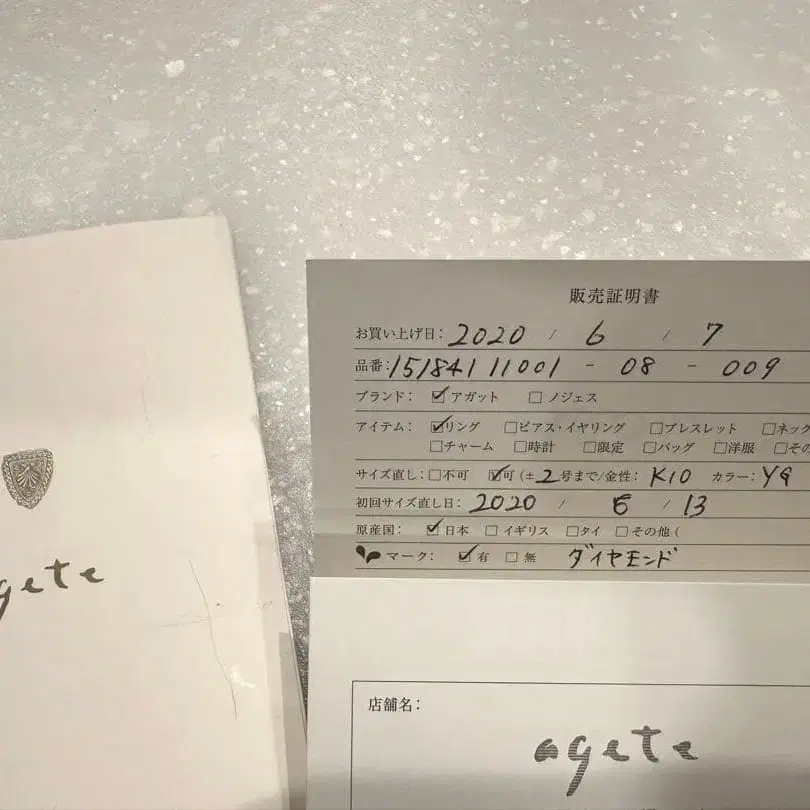 agete
販売証明書
お買い上げ日: 2020 / 6 / 7
品番: 15184111001 - 08 - 009
ブランド: ☑アガット □ノジェス
アイテム: ☑リング □ピアス・イヤリング □ブレスレット □ネック
□チャーム □時計 □限定 □バッグ □洋服 □その
サイズ直し: □不可 ☑可(±2号まで/金性: K10 カラー: YG
初回サイズ直し日: 2020 / 6 / 13
原産国: ☑日本 □イギリス □タイ □その他(
マーク: ☑有 □無 ダイヤモンド
店舗名:
agete